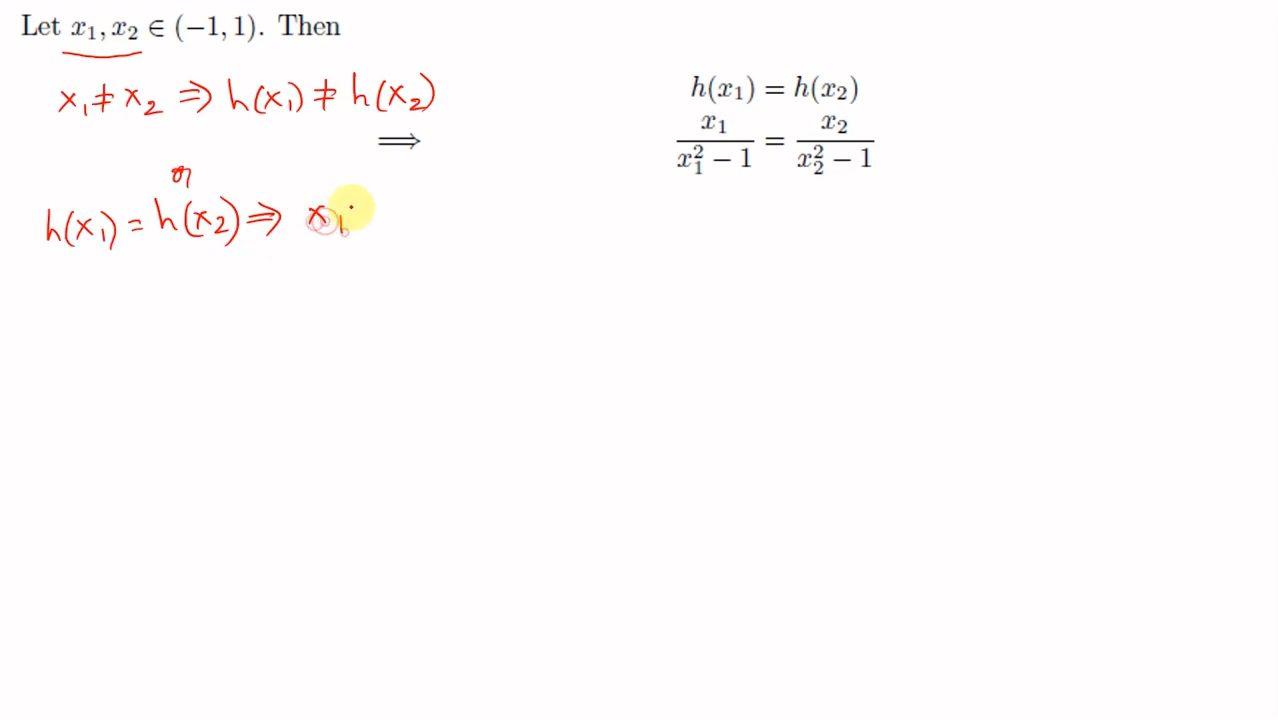 Let x₁, x₂ ∈ (−1, 1). Then
x₁ ≠ x₂ ⇒ h(x₁) ≠ h(x₂)
or
h(x₁) = h(x₂) ⇒ x₁
h(x₁) = h(x₂)
⟹ x₁/(x₁² − 1) = x₂/(x₂² − 1)